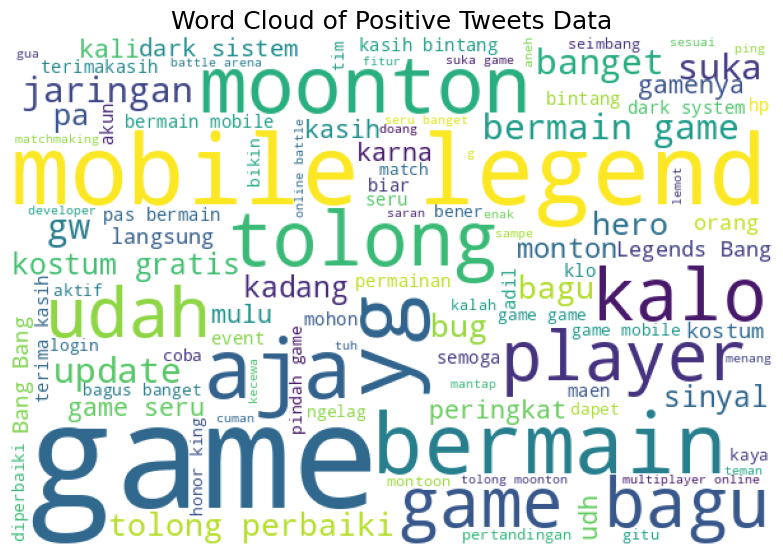 Word Cloud of Positive Tweets Data
gua
kali
dark sistem
tim
kasih bintang
seimbang
sesuai
terimakasih
battle arena
fitur
suka game
aneh
ping
jaringan
moonton
banget
suka
pa
akun
bermain mobile
kasih
seru banget
doang
bintang
gamenya
dark system
hp
matchmaking
bikin
online battle
karna
match
bermain game
mobile legend
g
lemot
biar
seru
developer
gw
pas bermain
langsung
tolong
saran
bener
enak
sampe
hero
orang
monton
Legends Bang
kostum gratis
kadang
permainan
bagu
adil
klo
kalo
aktif
terima kasih
udah
mulu
mohon
yg
bug
kalah
game game
game mobile
kostum
event
login
coba
aja
tuh
semoga
player
menang
update
bagus banget
kecewa
pindah game
mantap
maen
sinyal
Bang Bang
game seru
cuman
ngelag
peringkat
dapet
diperbaiki
game
honor king
bermain
kaya
teman
montoon
tolong moonton
multiplayer online
game bagu
tolong perbaiki
pertandingan
udh
gitu